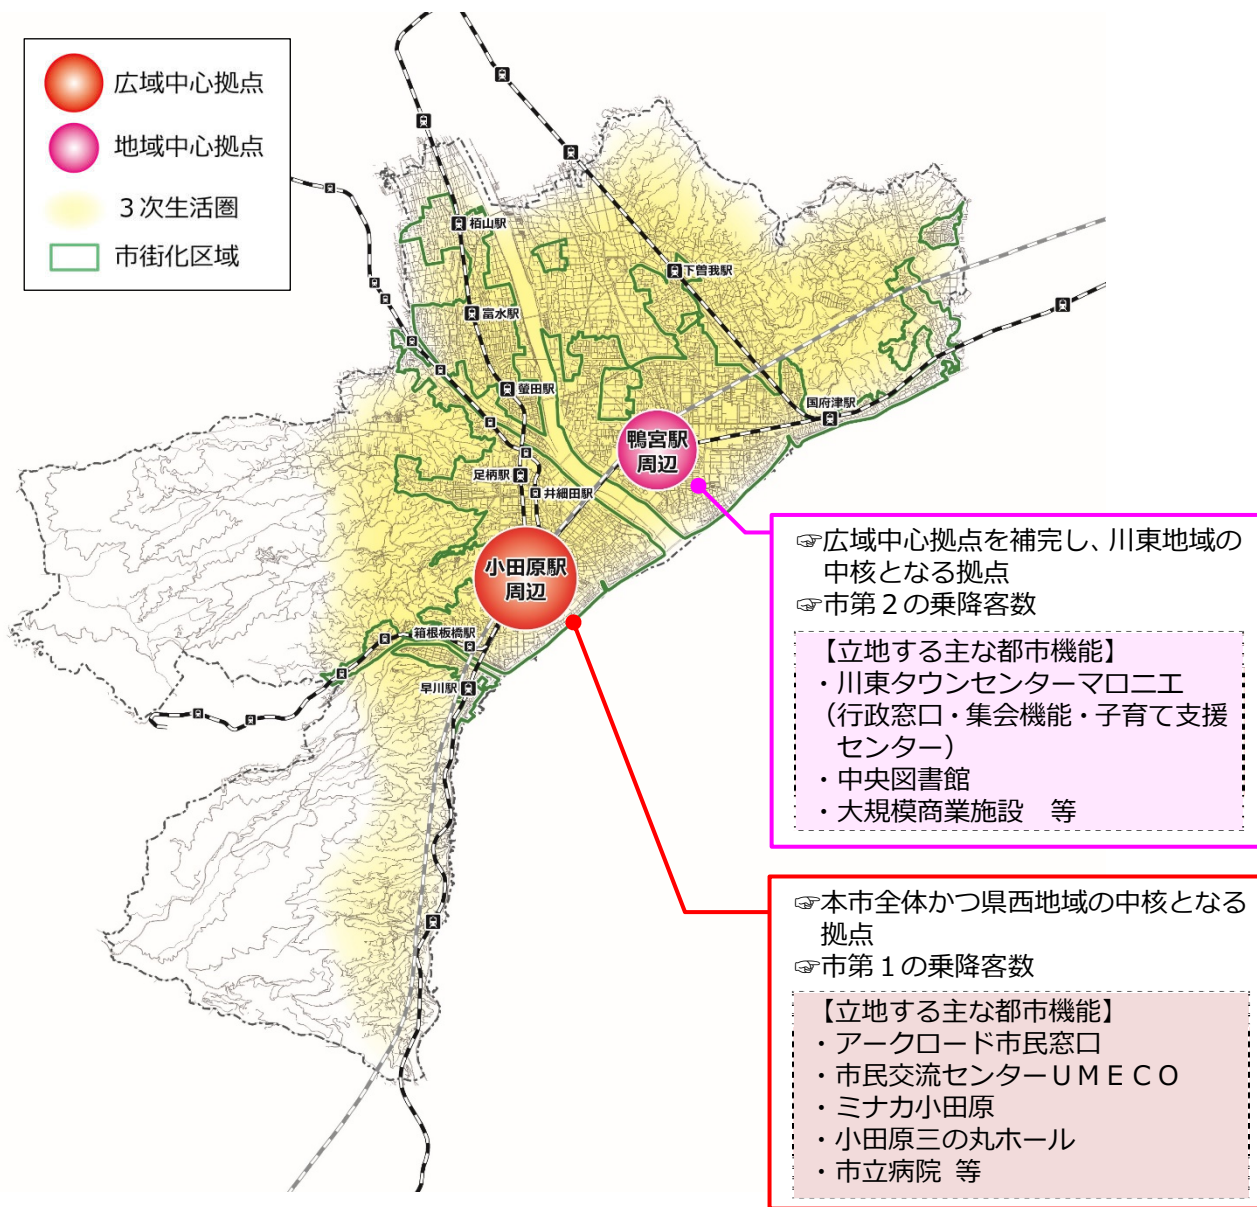 広域中心拠点
地域中心拠点
３次生活圏
市街化区域
栢山駅
下曽我駅
富水駅
螢田駅
国府津駅
鴨宮駅
周辺
足柄駅
井細田駅
小田原駅
周辺
箱根板橋駅
早川駅
☞広域中心拠点を補完し、川東地域の
中核となる拠点
☞市第２の乗降客数
【立地する主な都市機能】
・川東タウンセンターマロニエ
（行政窓口・集会機能・子育て支援
センター）
・中央図書館
・大規模商業施設　等
☞本市全体かつ県西地域の中核となる
拠点
☞市第１の乗降客数
【立地する主な都市機能】
・アークロード市民窓口
・市民交流センターＵＭＥＣＯ
・ミナカ小田原
・小田原三の丸ホール
・市立病院 等